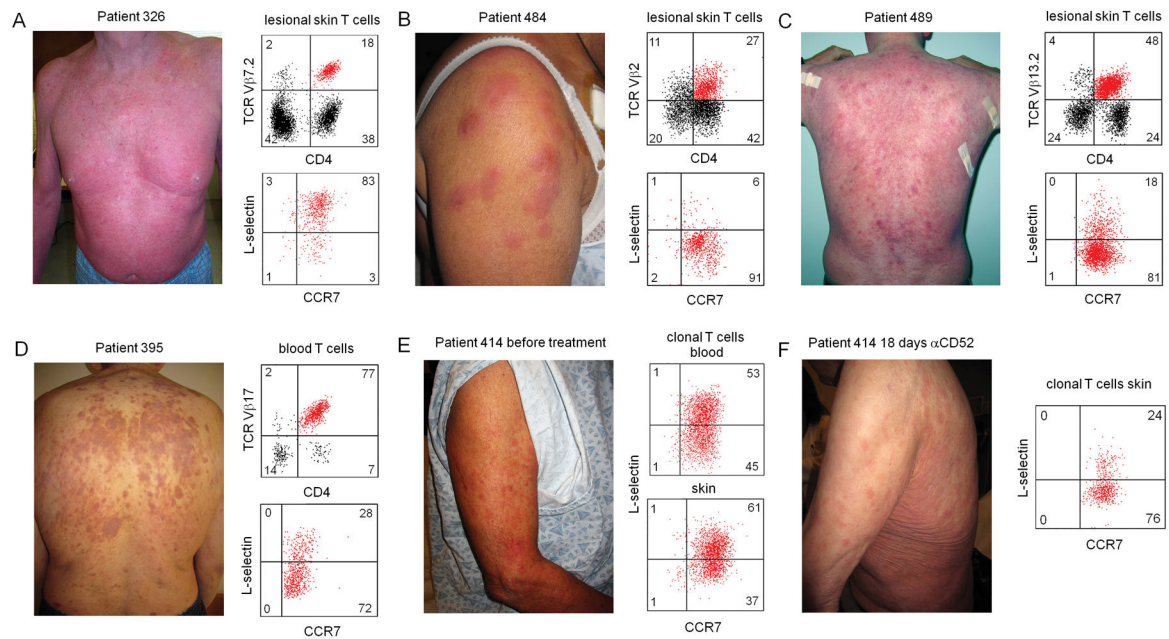 A
Patient 326
lesional skin T cells
2
18
TCR Vβ7.2
42
38
CD4
3
83
L-selectin
1
3
CCR7
B
Patient 484
lesional skin T cells
11
27
TCR Vβ2
20
42
CD4
1
6
L-selectin
2
91
CCR7
C
Patient 489
lesional skin T cells
4
48
TCR Vβ13.2
24
24
CD4
0
18
L-selectin
1
81
CCR7
D
Patient 395
blood T cells
2
77
TCR Vβ17
14
7
CD4
0
28
L-selectin
0
72
CCR7
E
Patient 414 before treatment
clonal T cells
blood
1
53
1
45
L-selectin
skin
1
61
1
37
CCR7
F
Patient 414 18 days αCD52
clonal T cells skin
0
24
L-selectin
0
76
CCR7